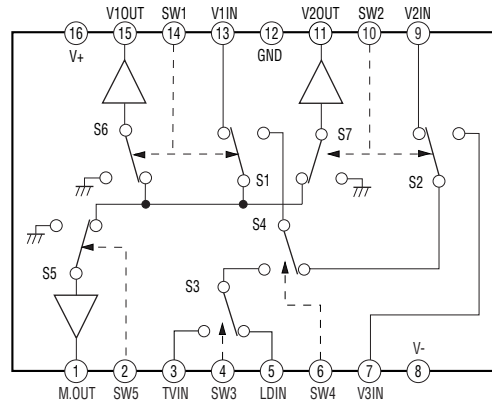 V1OUT SW1 V1IN V2OUT SW2 V2IN
16 15 14 13 12 11 10 9
V+ GND
S6 S7
S1 S2
S4
S5 S3
1 2 3 4 5 6 7 8
V-
M.OUT SW5 TVIN SW3 LDIN SW4 V3IN